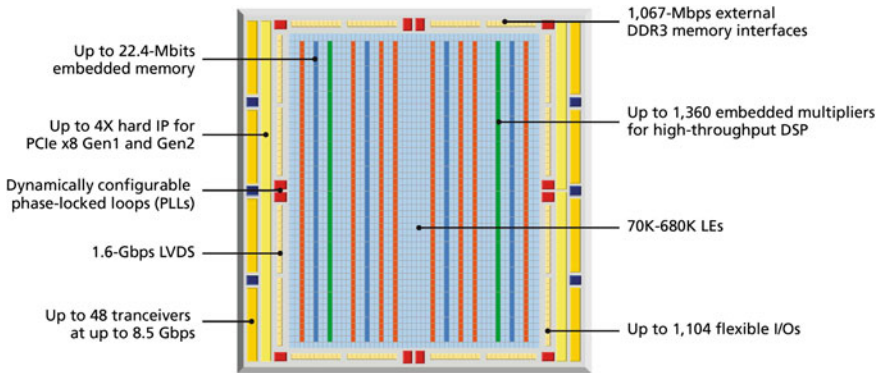 Up to 22.4-Mbits
embedded memory
Up to 4X hard IP for
PCIe x8 Gen1 and Gen2
Dynamically configurable
phase-locked loops (PLLs)
1.6-Gbps LVDS
Up to 48 tranceivers
at up to 8.5 Gbps
1,067-Mbps external
DDR3 memory interfaces
Up to 1,360 embedded multipliers
for high-throughput DSP
70K-680K LEs
Up to 1,104 flexible I/Os